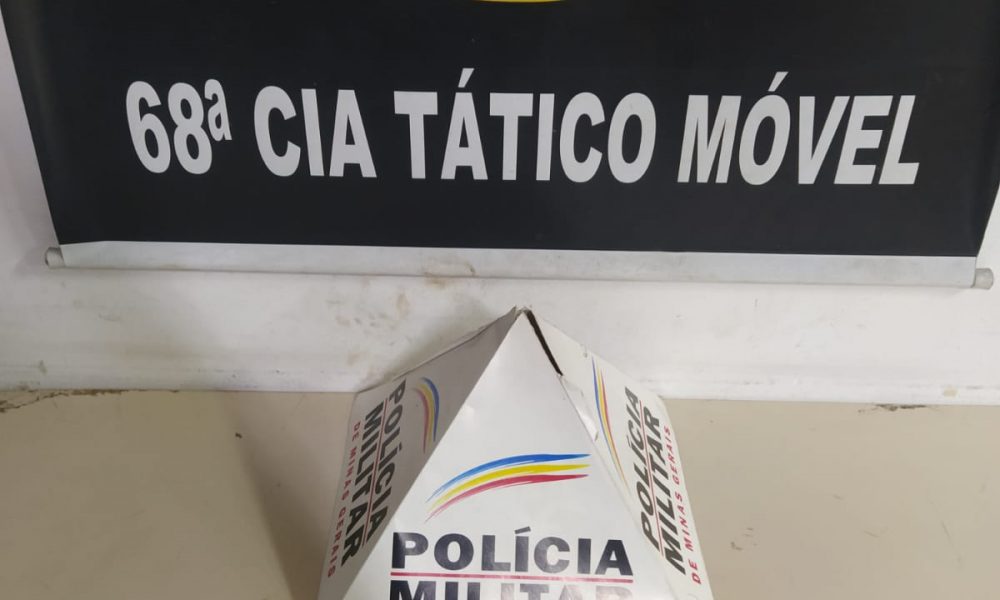 68ª CIA TÁTICO MÓVEL
POLÍCIA
MILITAR
DE MINAS GERAIS
POLÍCIA
MILITAR
POLÍCIA
MILITAR
DE MINAS GERAIS